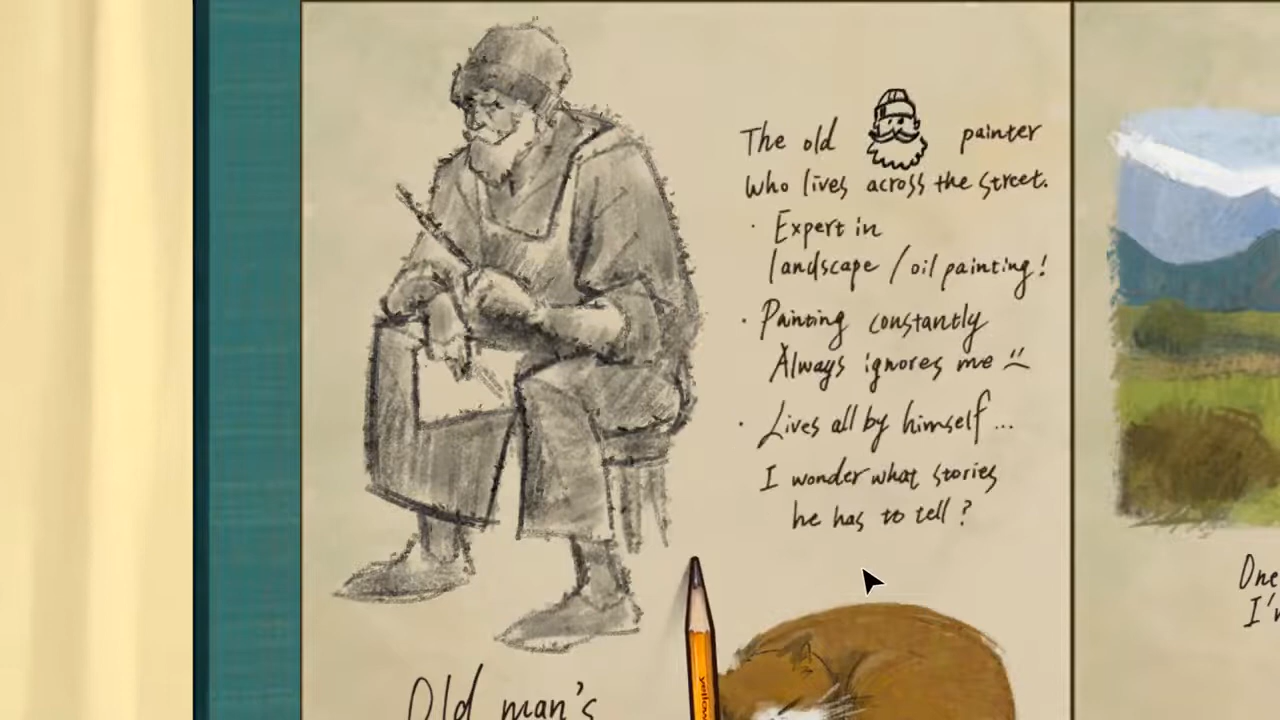 The old painter
who lives across the street.
· Expert in
landscape / oil painting!
· Painting constantly
Always ignores me
· Lives all by himself...
I wonder what stories
he has to tell?
Old man's
yellow
One
I'